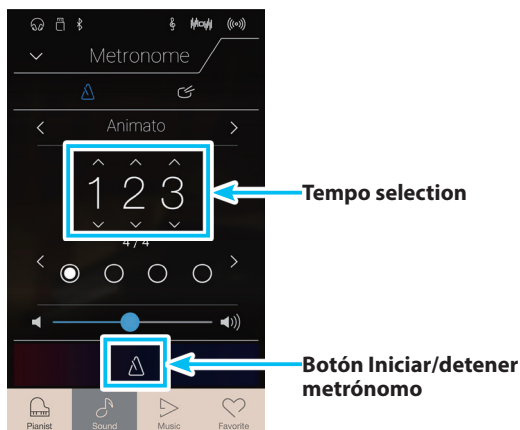 Metronome
Animato
1 2 3
Tempo selection
4 / 4
Botón Iniciar/detener
metrónomo
Pianist Sound Music Favorite